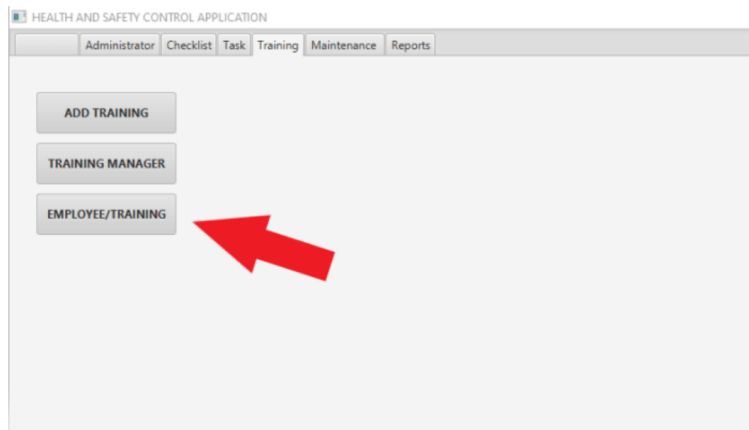 HEALTH AND SAFETY CONTROL APPLICATION
Administrator Checklist Task Training Maintenance Reports
ADD TRAINING
TRAINING MANAGER
EMPLOYEE/TRAINING